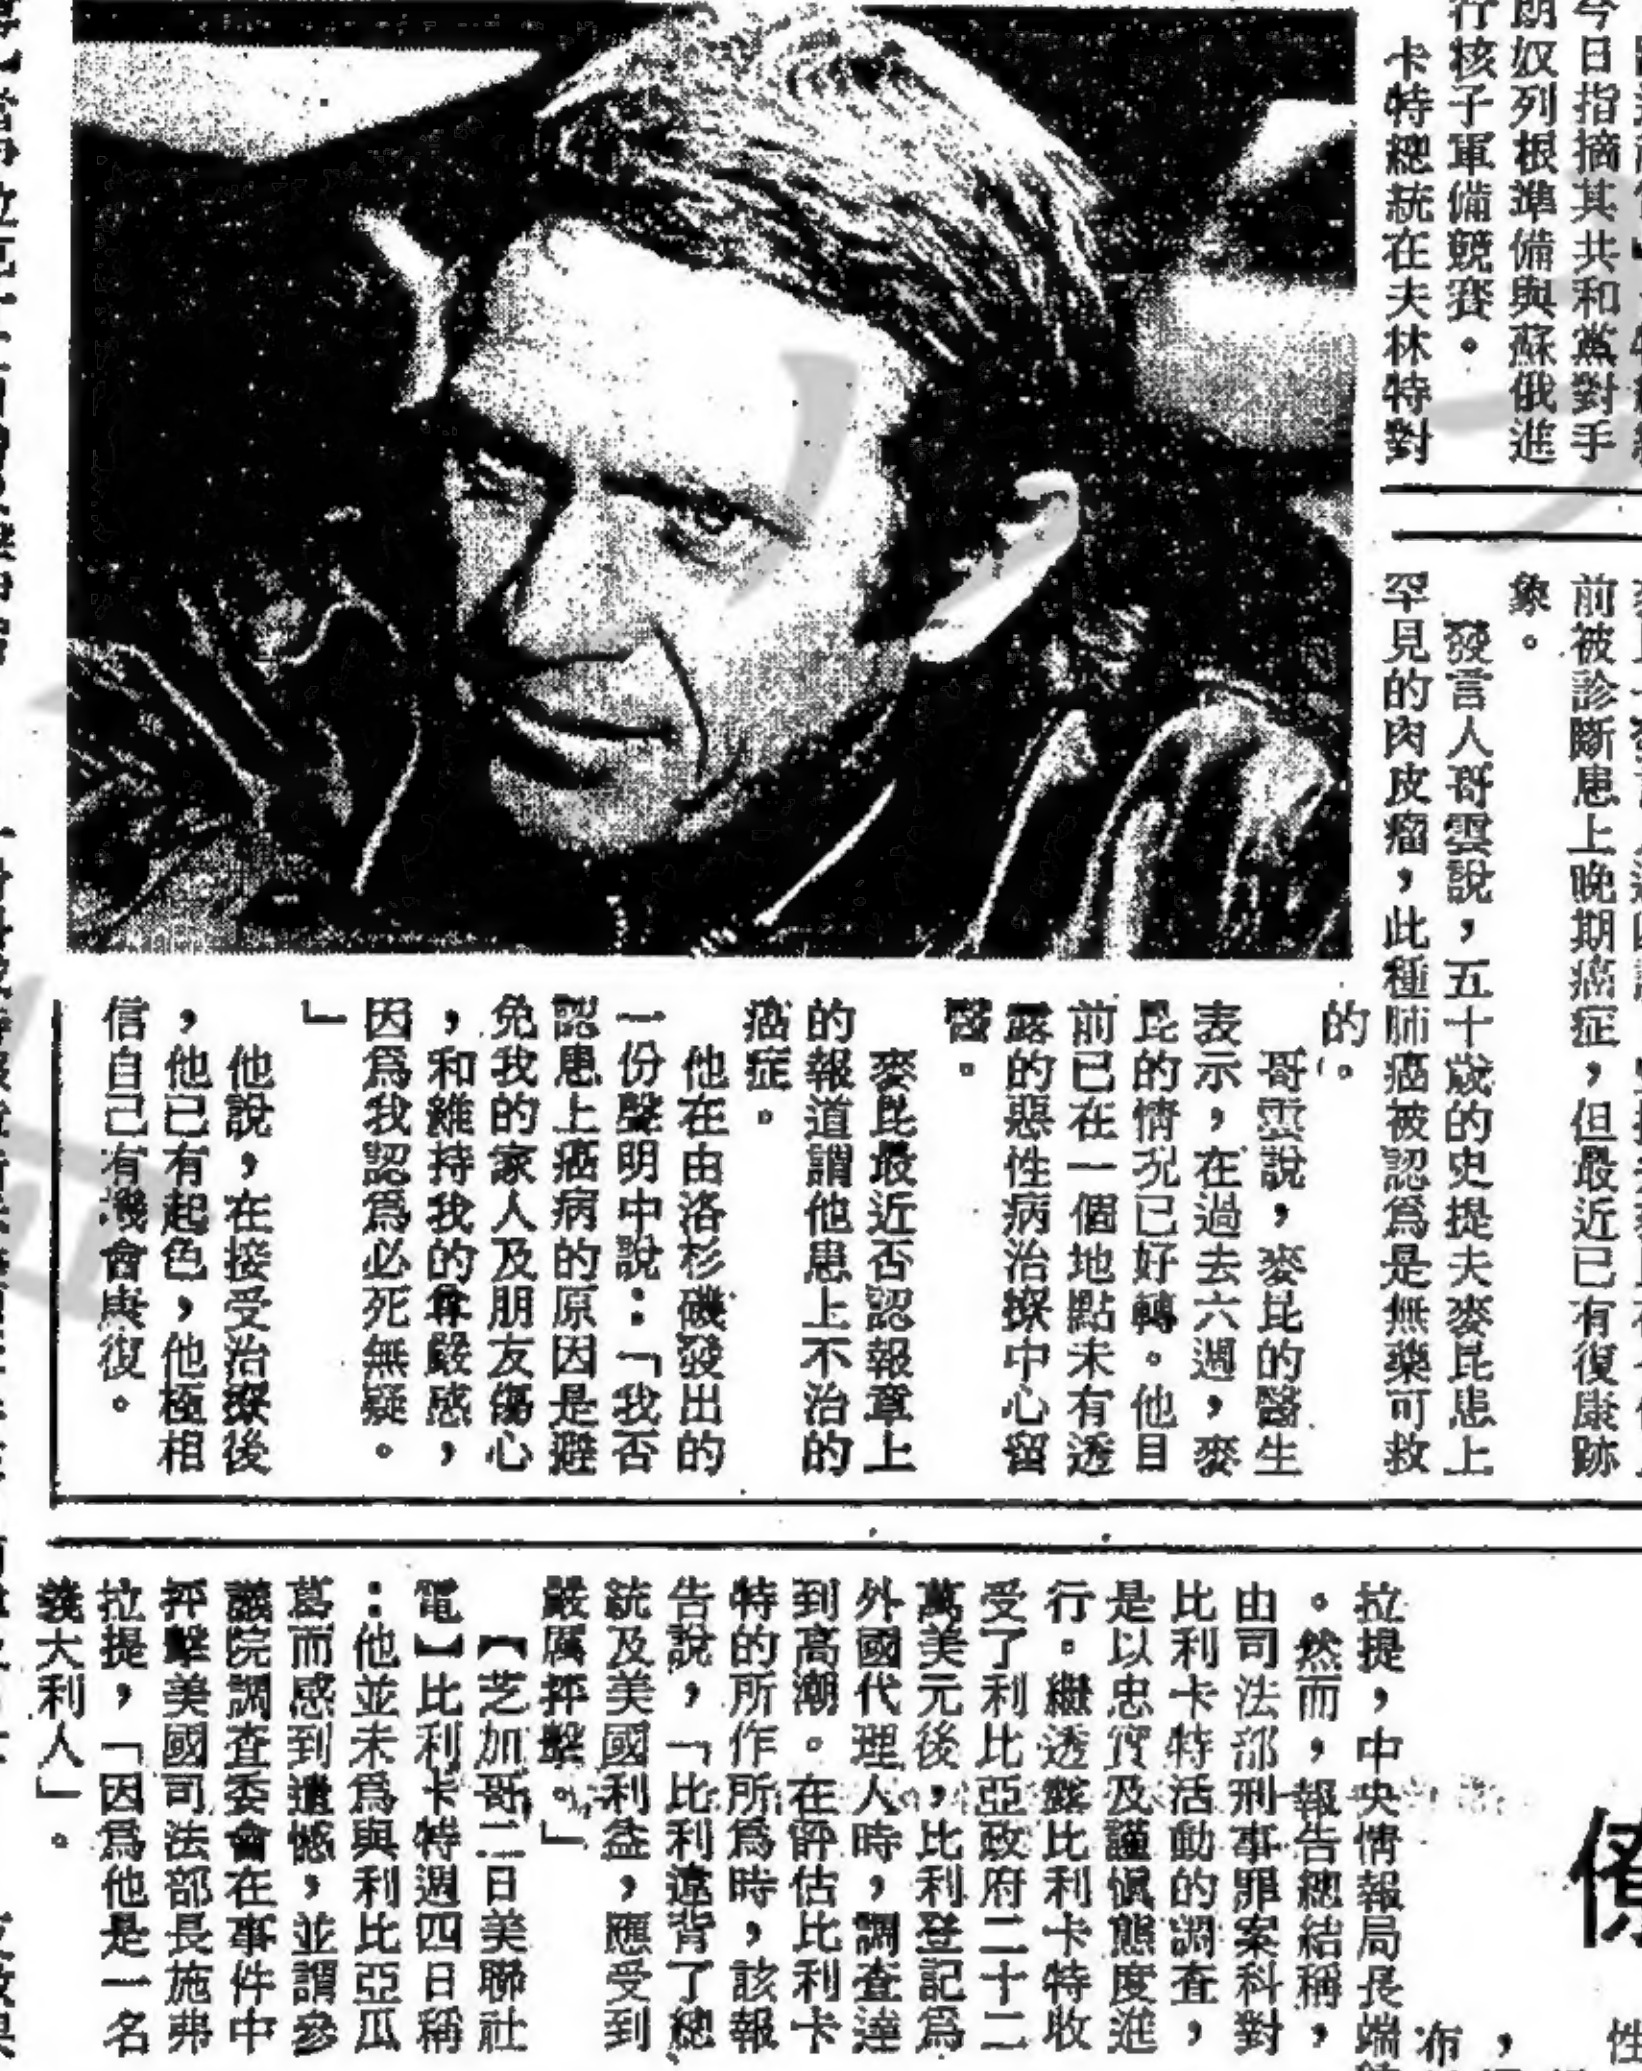 今日指摘其共和黨對手
朗奴列根準備與蘇俄進
行核子軍備競賽。
卡特總統在夫林特對
前被診斷患上晚期癌症，但最近已有復康跡
象。
發言人哥雲說，五十歲的史提夫麥昆患上
罕見的肉皮瘤，此種肺癌被認爲是無藥可救
的。
哥雲說，麥昆的醫生
表示，在過去六週，麥
昆的情況已好轉。他目
前已在一個地點未有透
露的惡性病治療中心留
醫。
麥昆最近否認報章上
的報道謂他患上不治的
癌症。
他在由洛杉磯發出的
一份聲明中說：「我否
認患上癌病的原因是避
免我的家人及朋友傷心
，和維持我的尊嚴感，
因爲我認爲必死無疑。
」
他說，在接受治療後
，他已有起色，他極相
信自己有機會康復。
拉提，中央情報局長端
。然而，報告總結稱，
由司法部刑事罪案科對
比利卡特活動的調查，
是以忠實及謹愼態度進
行。繼透露比利卡特收
受了利比亞政府二十二
萬美元後，比利登記爲
外國代理人時，調查達
到高潮。在評估比利卡
特的所作所爲時，該報
告說，「比利違背了總
統及美國利益，應受到
嚴厲抨擊。」
【芝加哥二日美聯社
電】比利卡特週四日稱
：他並未爲與利比亞瓜
葛而感到遺憾，並謂參
議院調查委會在事件中
抨擊美國司法部長施弗
拉提，「因爲他是一名
義大利人」。